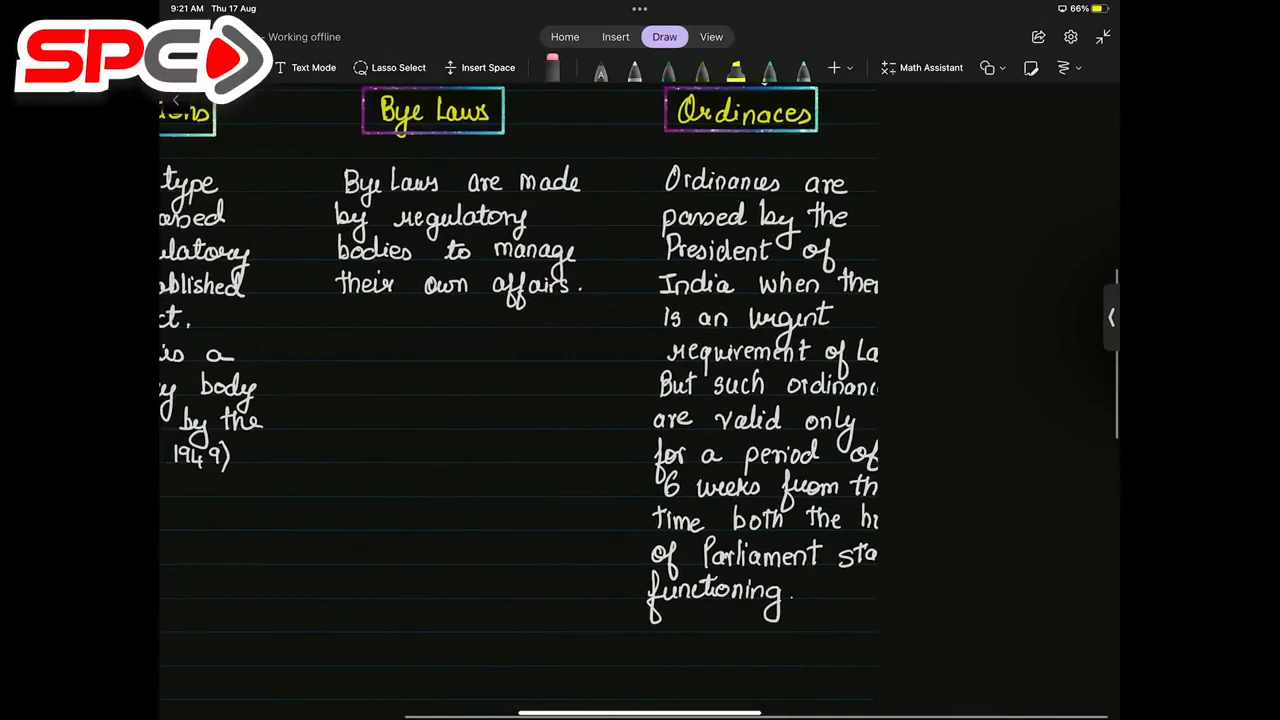 9:21 AM Thu 17 Aug
66%
SPE
Working offline
Home Insert Draw View
Text Mode Lasso Select Insert Space Math Assistant
Bye Laws
Ordinaces
type
ulatory
ablished
ct.
is a
y body
by the
1949)
Bye Laws are made
by regulatory
bodies to manage
their own affairs.
Ordinances are
passed by the
President of
India when ther
is an urgent
requirement of La
But such ordinanc
are valid only
for a period of
6 weeks from th
time both the h
of Parliament sta
functioning.